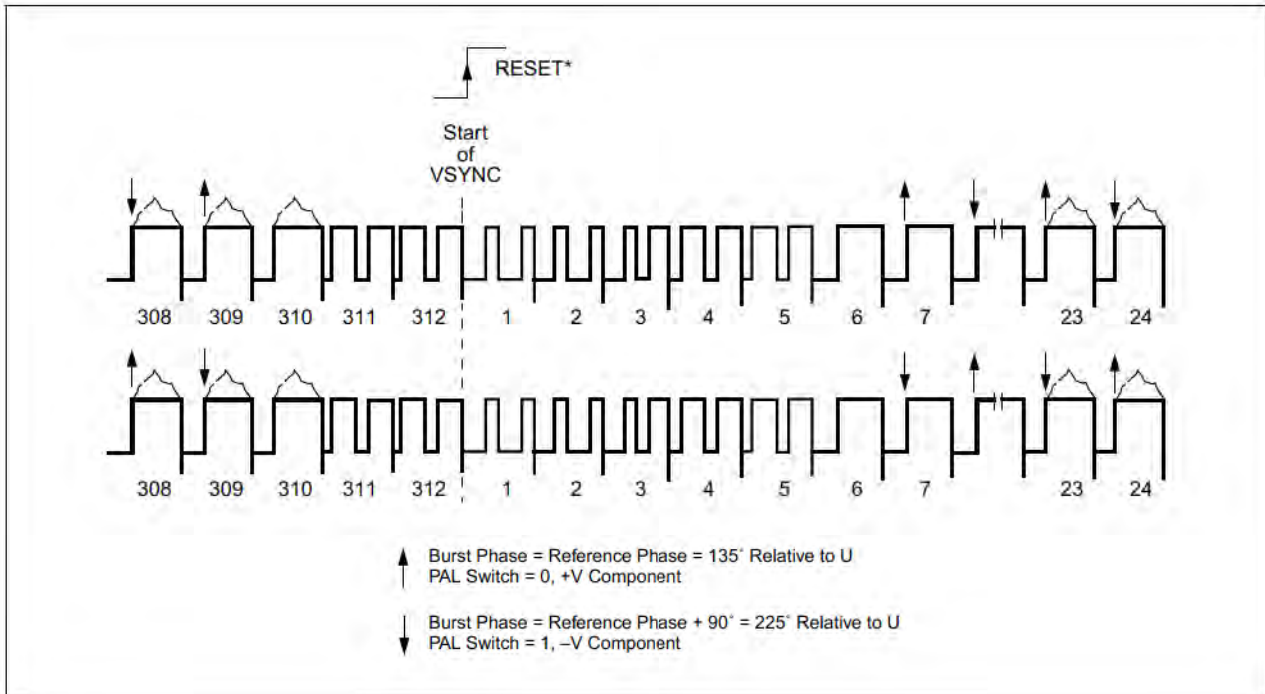 RESET*
Start
of
VSYNC
308 309 310 311 312 1 2 3 4 5 6 7 23 24
308 309 310 311 312 1 2 3 4 5 6 7 23 24
Burst Phase = Reference Phase = 135˚ Relative to U
PAL Switch = 0, +V Component
Burst Phase = Reference Phase + 90˚ = 225˚ Relative to U
PAL Switch = 1, –V Component